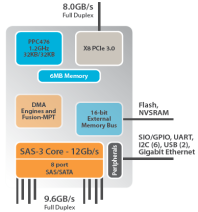 8.0GB/s
Full Duplex
PPC476
1.2GHz
32KB/32KB
X8 PCIe 3.0
6MB Memory
DMA
Engines and
Fusion-MPT
16-bit
External
Memory Bus
Flash,
NVSRAM
SAS-3 Core - 12Gb/s
8 port
SAS/SATA
Peripherals
SIO/GPIO, UART,
I2C (6), USB (2),
Gigabit Ethernet
9.6GB/s
Full Duplex